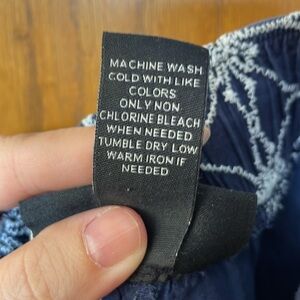 MACHINE WASH
COLD WITH LIKE
COLORS
ONLY NON
CHLORINE BLEACH
WHEN NEEDED
TUMBLE DRY LOW
WARM IRON IF
NEEDED